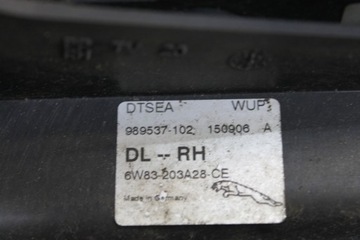 DTSEA WUP
989537-102, 150906 A
DL -- RH
6W83-203A28-CE
Made in Germany